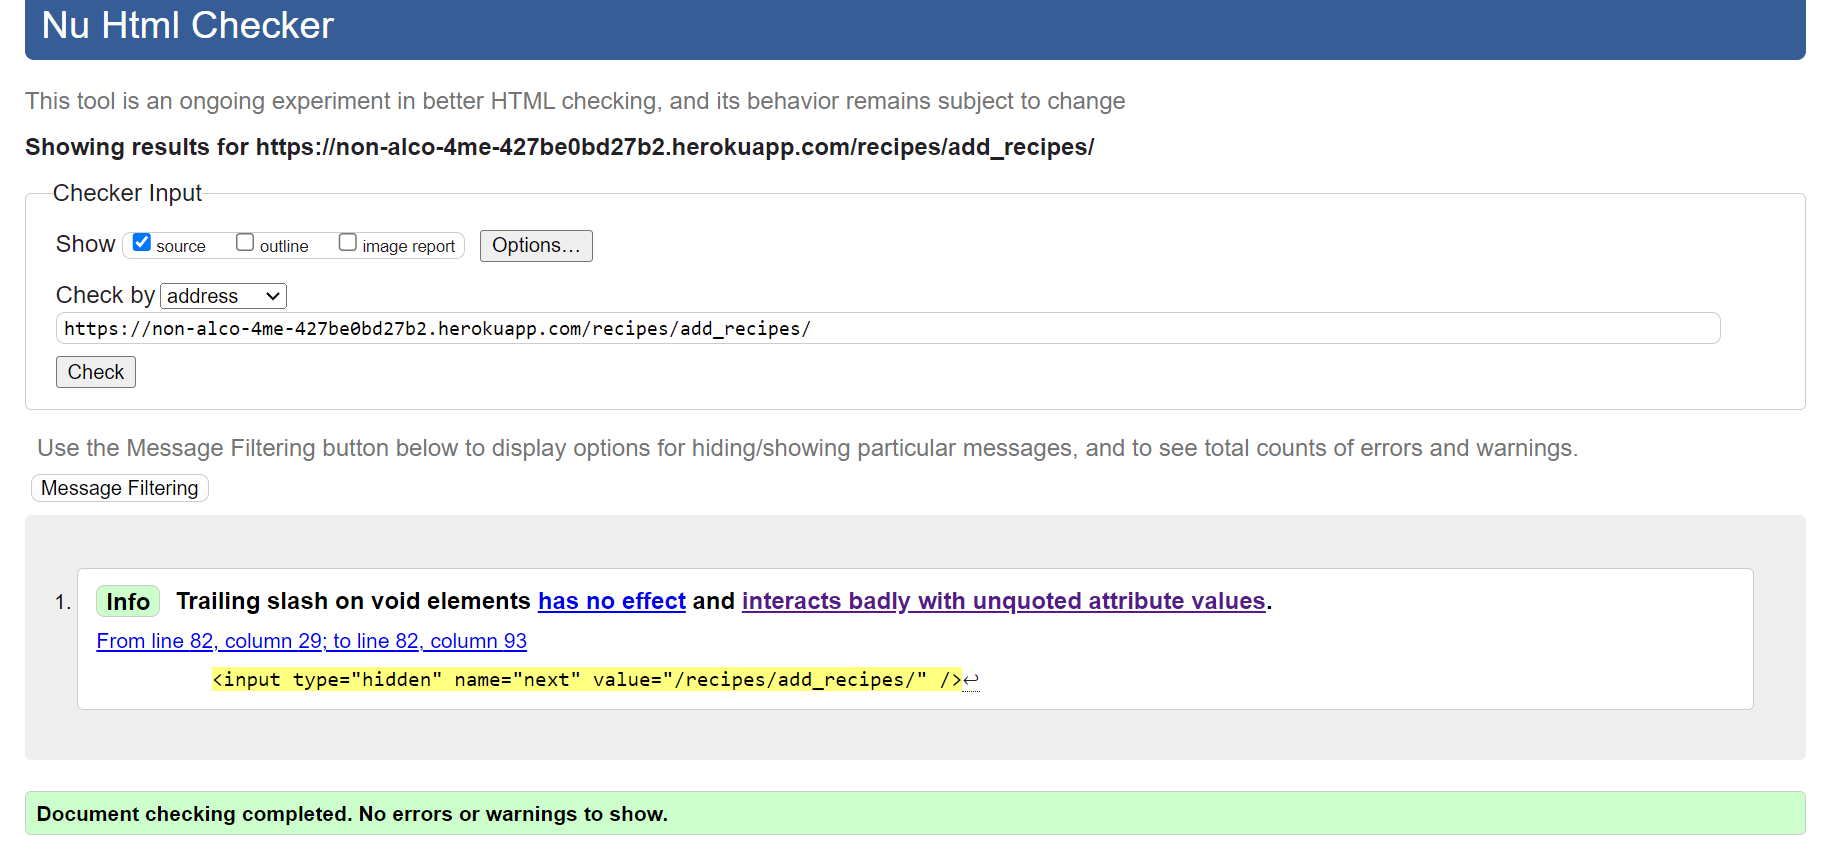 Nu Html Checker
This tool is an ongoing experiment in better HTML checking, and its behavior remains subject to change
Showing results for https://non-alco-4me-427be0bd27b2.herokuapp.com/recipes/add_recipes/
Checker Input
Show source outline image report Options...
Check by address
https://non-alco-4me-427be0bd27b2.herokuapp.com/recipes/add_recipes/
Check
Use the Message Filtering button below to display options for hiding/showing particular messages, and to see total counts of errors and warnings.
Message Filtering
1. Info Trailing slash on void elements has no effect and interacts badly with unquoted attribute values.
From line 82, column 29; to line 82, column 93
<input type="hidden" name="next" value="/recipes/add_recipes/" />↩
Document checking completed. No errors or warnings to show.